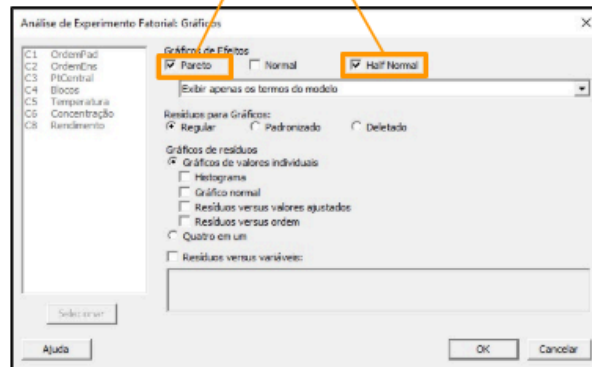 Análise de Experimento Fatorial: Gráficos
C1 OrdemPad
C2 OrdemEns
C3 PtCentral
C4 Blocos
C5 Temperatura
C6 Concentração
C8 Rendimento
Gráficos de Efeitos
Pareto Normal Half Normal
Exibir apenas os termos do modelo
Resíduos para Gráficos:
Regular Padronizado Deletado
Gráficos de resíduos
Gráficos de valores individuais
Histograma
Gráfico normal
Resíduos versus valores ajustados
Resíduos versus ordem
Quatro em um
Resíduos versus variáveis:
Selecionar
Ajuda OK Cancelar